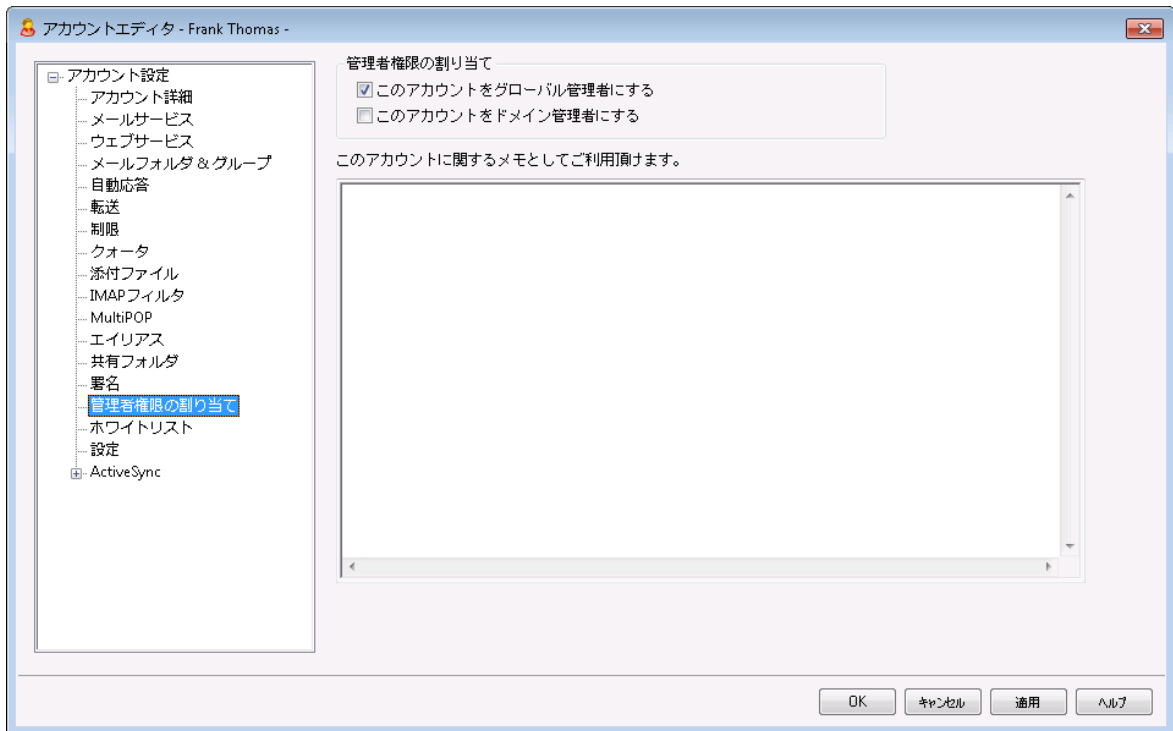 アカウントエディタ - Frank Thomas -
アカウント設定
アカウント詳細
メールサービス
ウェブサービス
メールフォルダ & グループ
自動応答
転送
制限
クォータ
添付ファイル
IMAPフィルタ
MultiPOP
エイリアス
共有フォルダ
署名
管理者権限の割り当て
ホワイトリスト
設定
ActiveSync
管理者権限の割り当て
このアカウントをグローバル管理者にする
このアカウントをドメイン管理者にする
このアカウントに関するメモとしてご利用頂けます。
OK
キャンセル
適用
ヘルプ